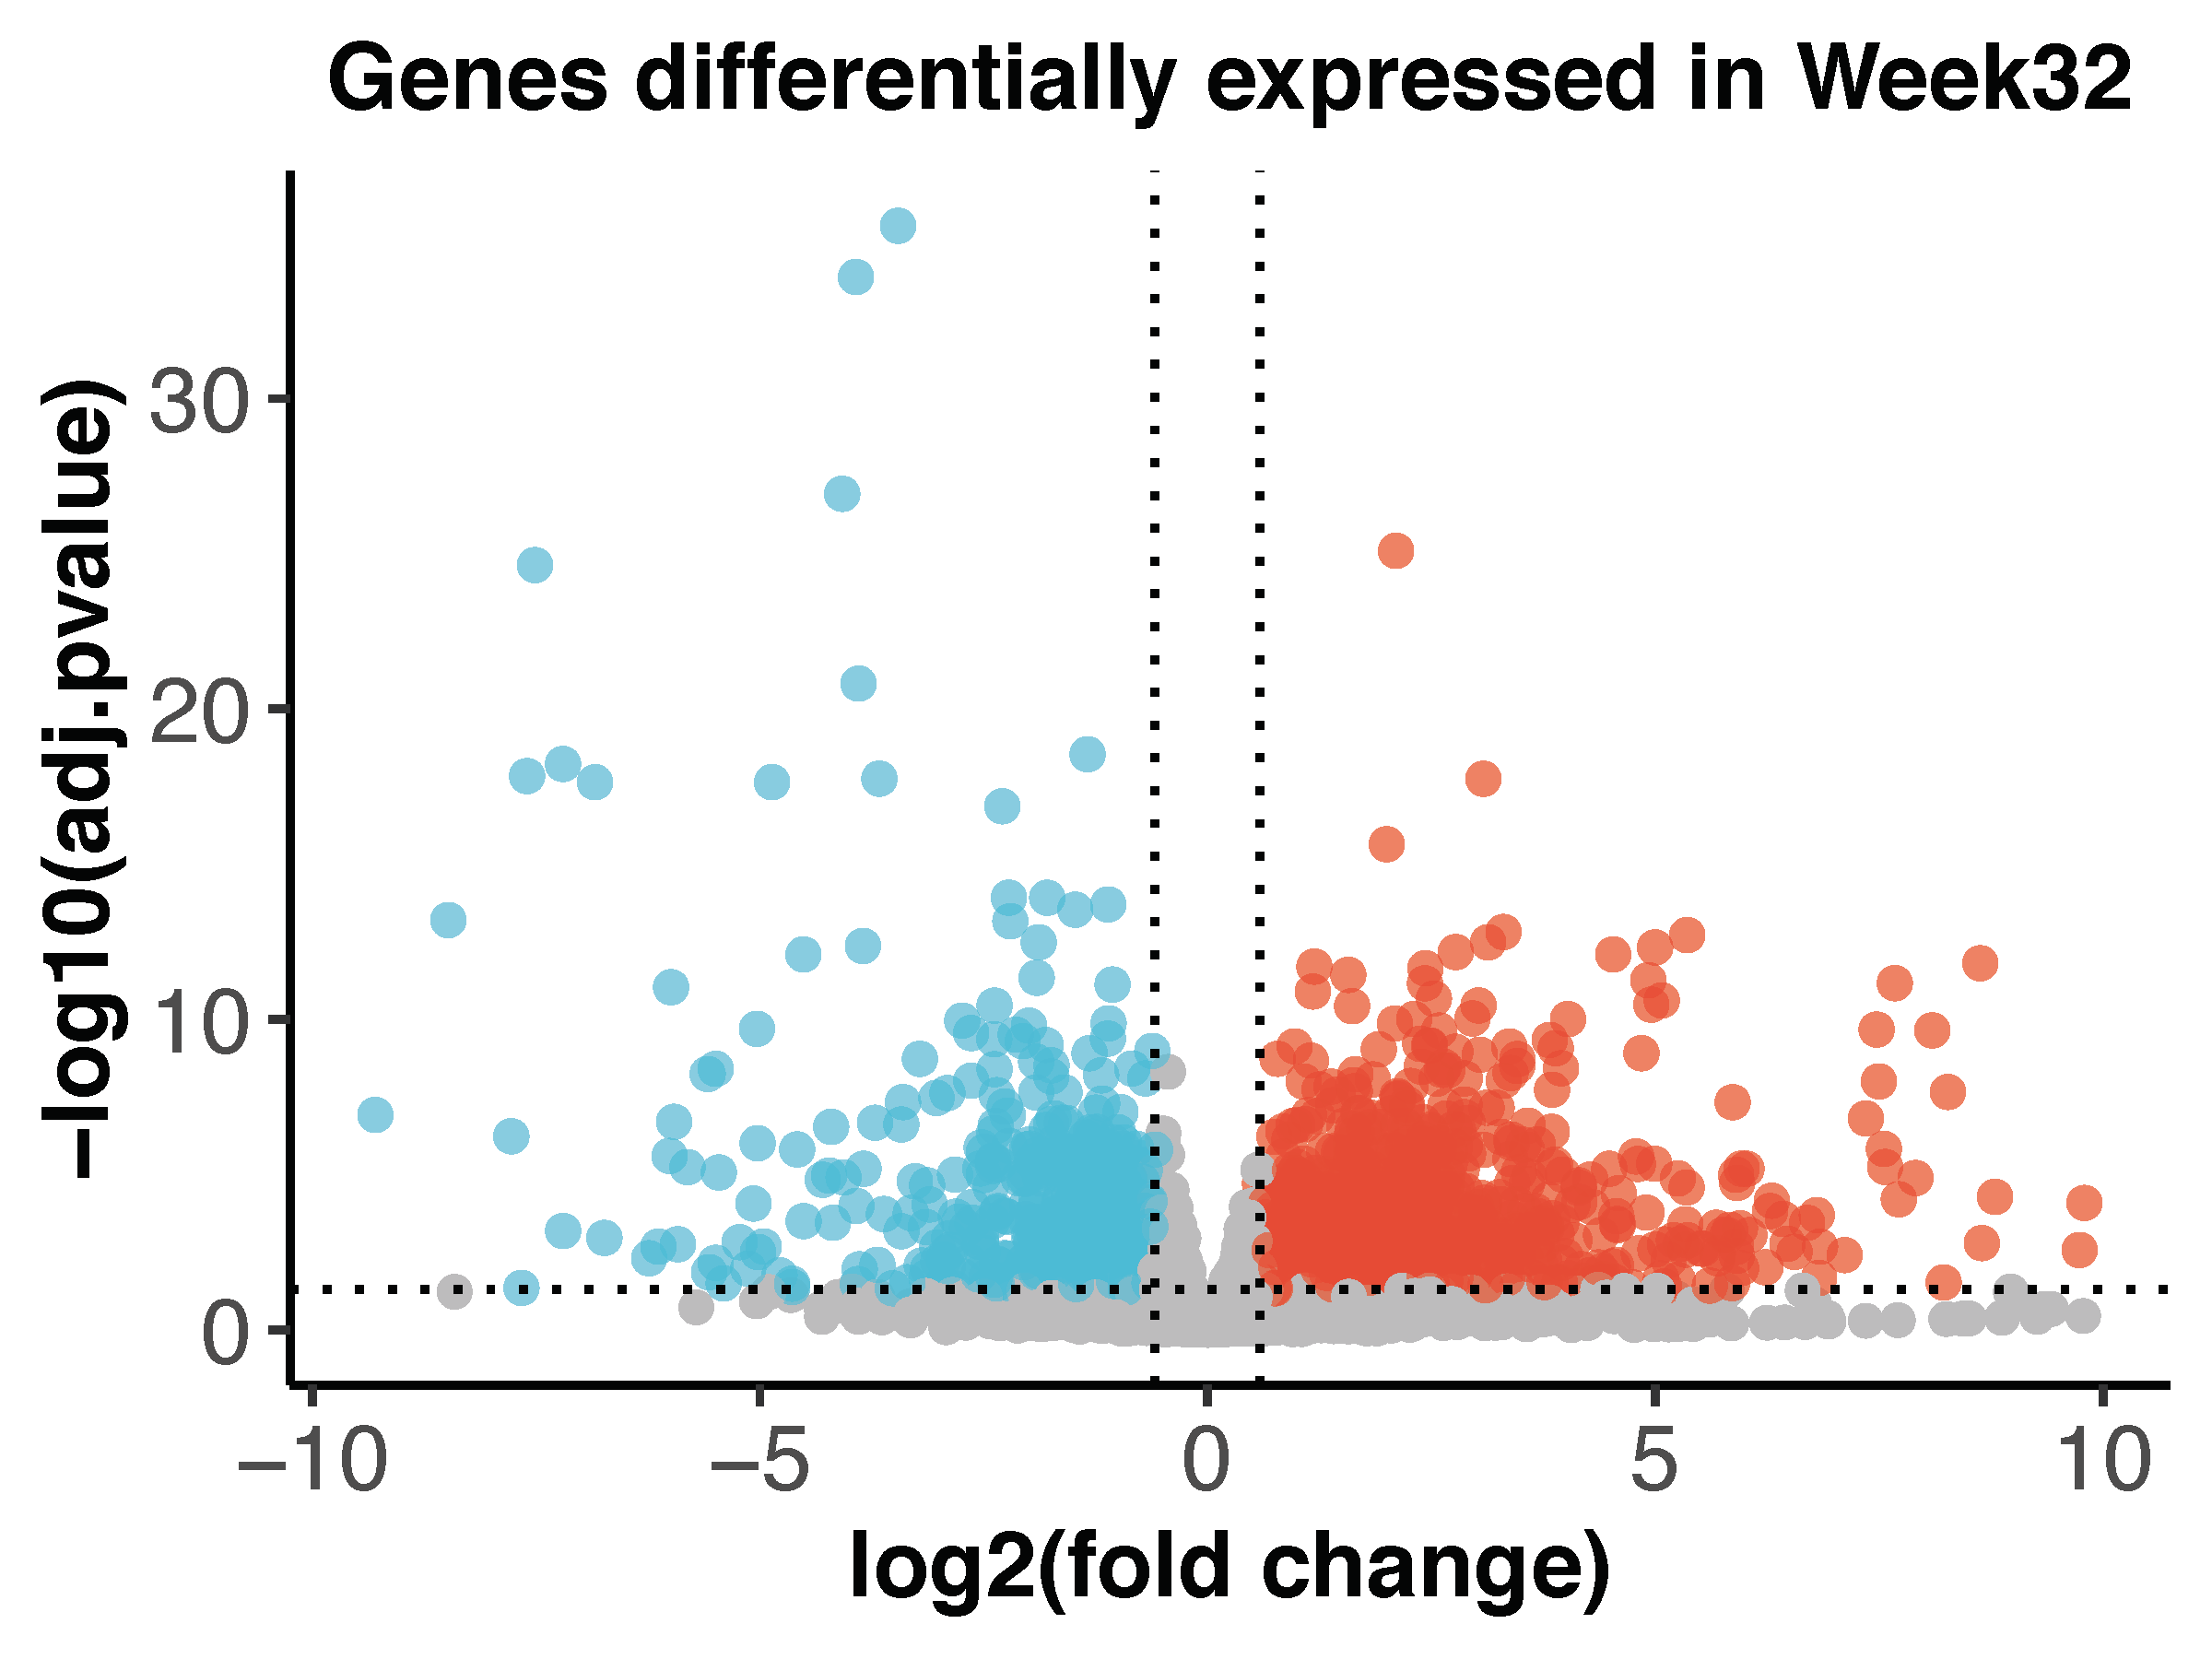 Genes differentially expressed in Week32
−log10(adj.pvalue)
30
20
10
0
−10 −5 0 5 10
log2(fold change)